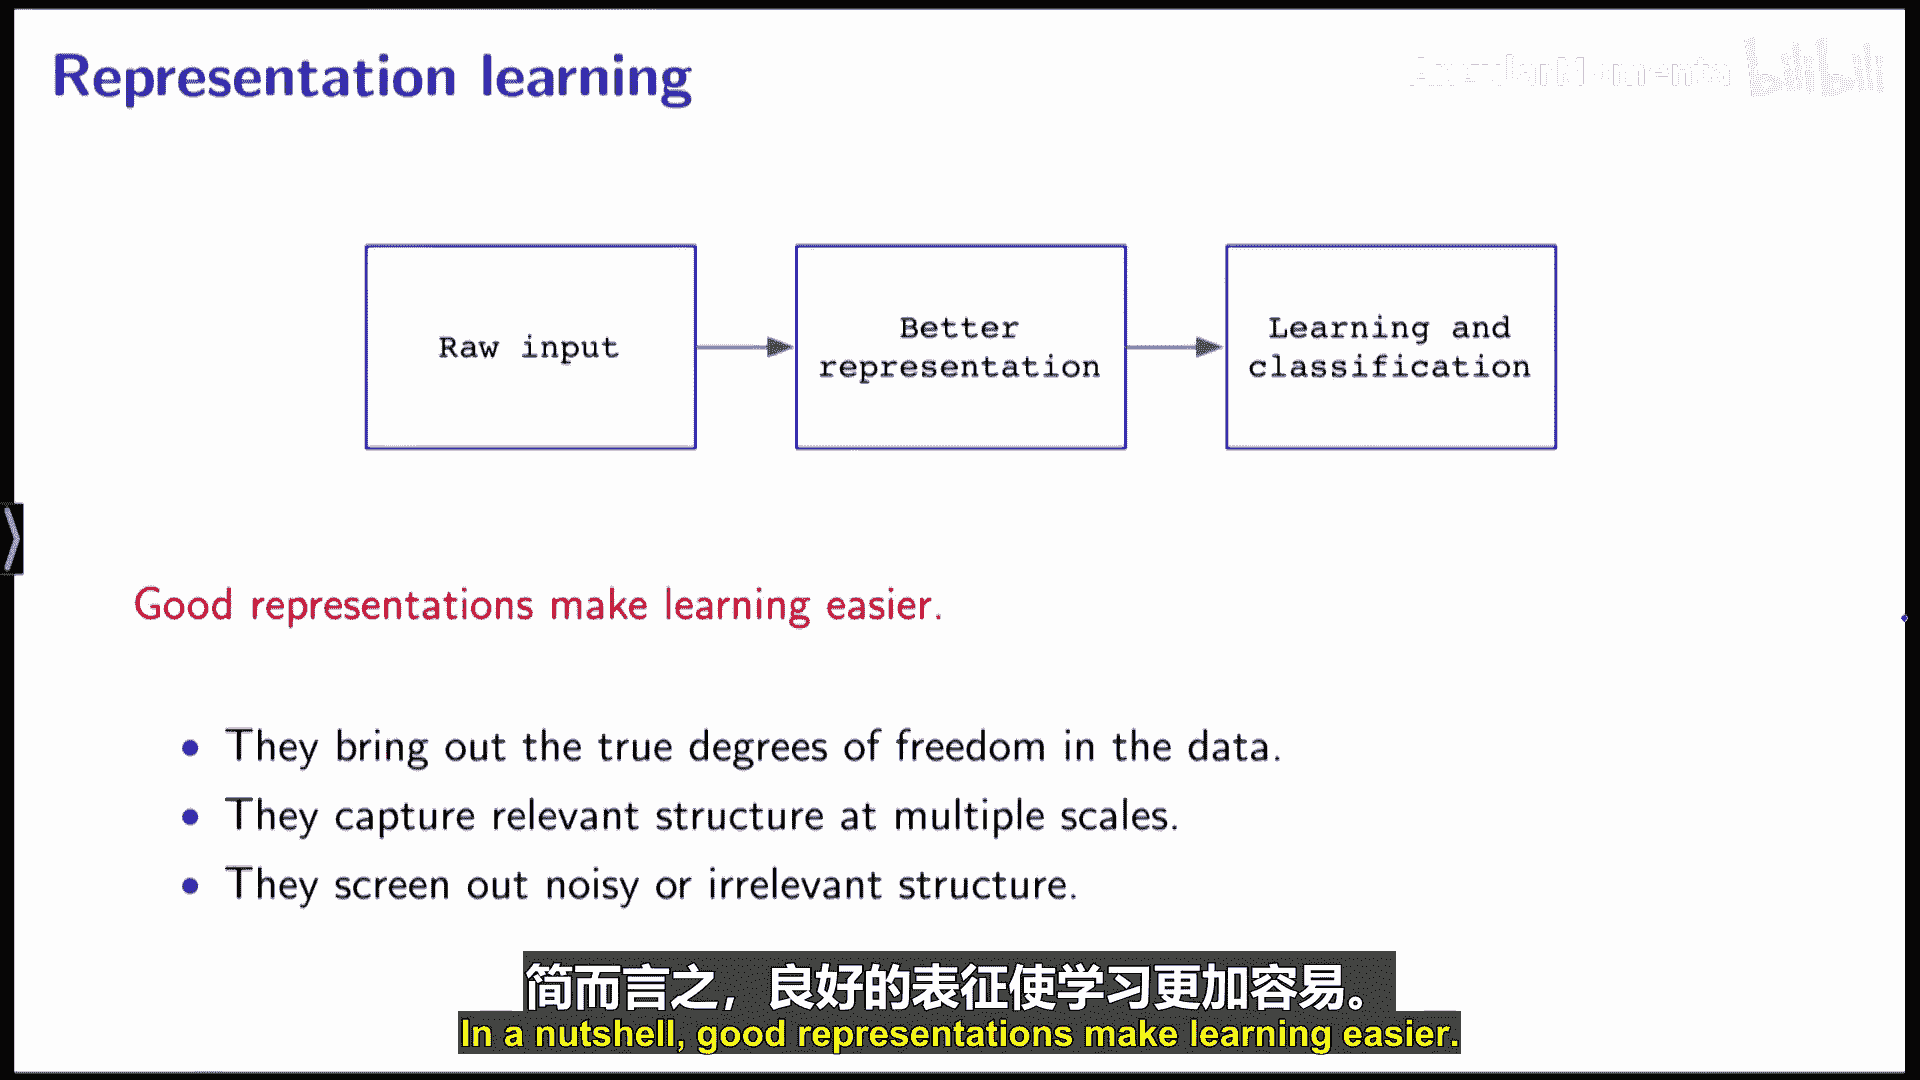 Representation learning
bilibili
Raw input
Better
representation
Learning and
classification
Good representations make learning easier.
• They bring out the true degrees of freedom in the data.
• They capture relevant structure at multiple scales.
• They screen out noisy or irrelevant structure.
简而言之，良好的表征使学习更加容易。
In a nutshell, good representations make learning easier.